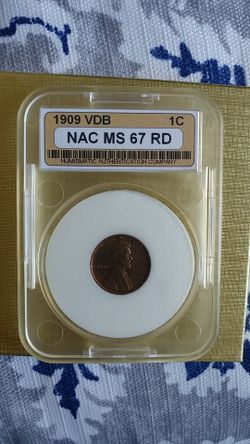 1909 VDB 1C
NAC MS 67 RD
NUMISMATIC AUTHENTICATION COMPANY